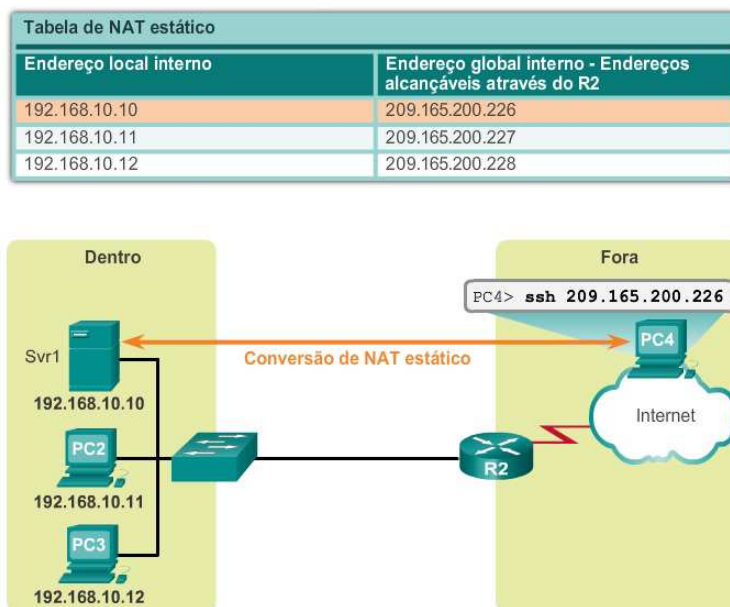 Tabela de NAT estático
Endereço local interno
Endereço global interno - Endereços
alcançáveis através do R2
192.168.10.10
209.165.200.226
192.168.10.11
209.165.200.227
192.168.10.12
209.165.200.228
Dentro
Fora
PC4> ssh 209.165.200.226
Svr1
Conversão de NAT estático
PC4
192.168.10.10
Internet
PC2
R2
192.168.10.11
PC3
192.168.10.12